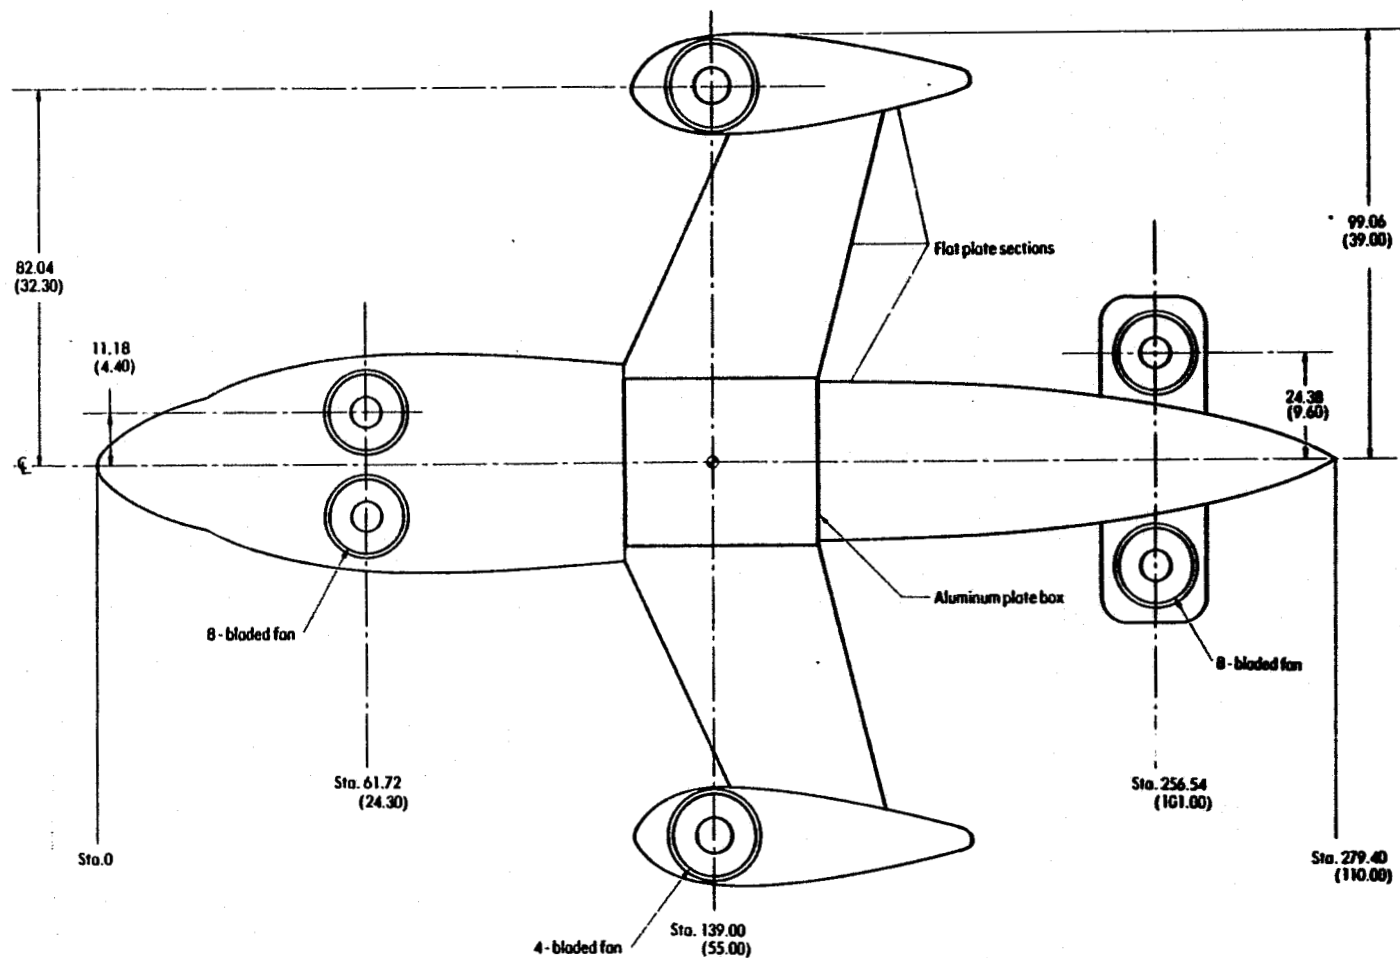 99.06
(39.00)
Flat plate sections
82.04
(32.30)
11.18
(4.40)
24.38
(9.60)
℄
Aluminum plate box
8 - bladed fan
8 - bladed fan
Sta. 61.72
(24.30)
Sta. 256.54
(101.00)
Sta. 0
Sta. 279.40
(110.00)
Sta. 139.00
(55.00)
4 - bladed fan